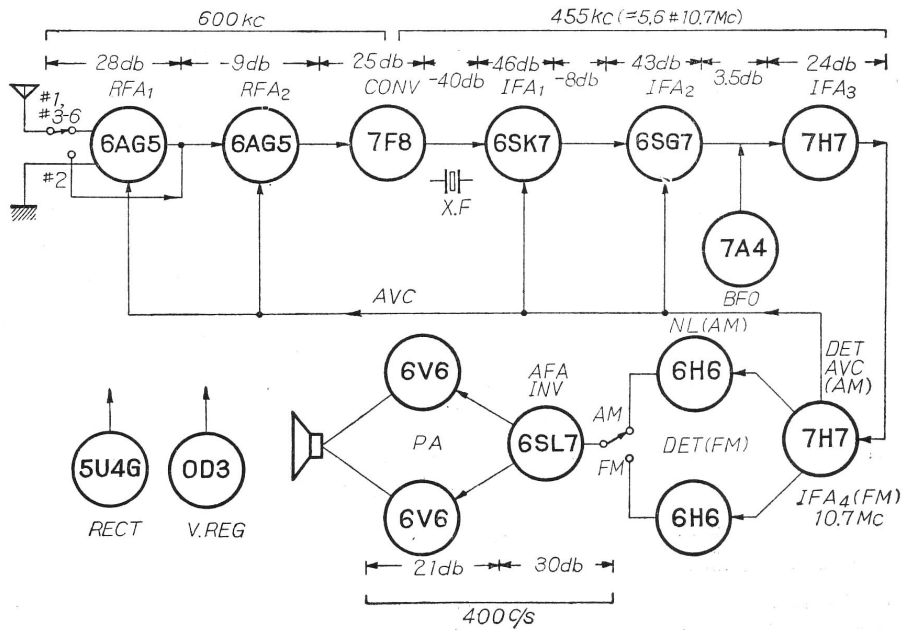 600kc
455kc(=5,6 #10.7Mc)
28db
-9db
25db
-40db
46db
-8db
43db
3.5db
24db
RFA1
RFA2
CONV
IFA1
IFA2
IFA3
#1,
#3-6
#2
6AG5
6AG5
7F8
6SK7
6SG7
7H7
X.F
7A4
BFO
AVC
NL(AM)
DET
AVC
(AM)
6V6
AFA
INV
6H6
AM
5U4G
OD3
PA
6SL7
DET(FM)
7H7
FM
6V6
6H6
IFA4(FM)
10.7Mc
RECT
V.REG
21db
30db
400c/s